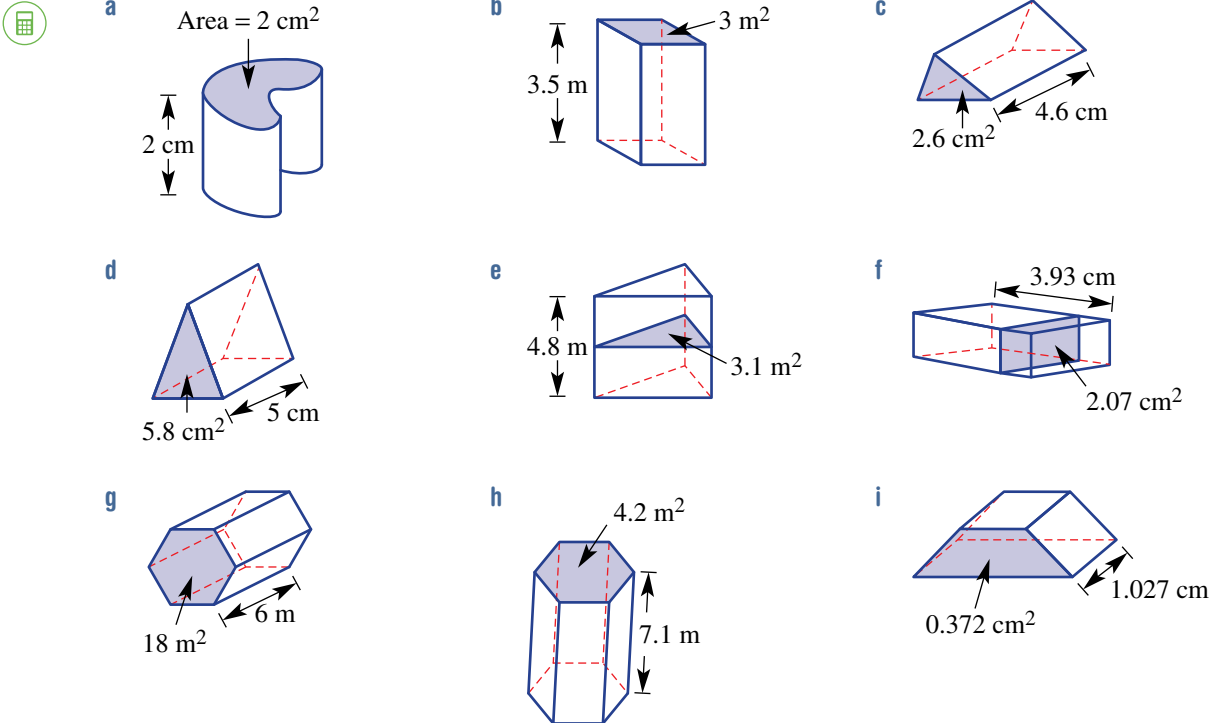 a
Area = 2 cm²
2 cm
b
3 m²
3.5 m
c
2.6 cm²
4.6 cm
d
5.8 cm²
5 cm
e
4.8 m
3.1 m²
f
3.93 cm
2.07 cm²
g
18 m²
6 m
h
4.2 m²
7.1 m
i
0.372 cm²
1.027 cm